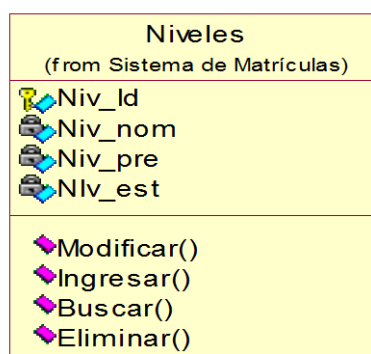 Niveles
(from Sistema de Matrículas)
Niv_Id
Niv_nom
Niv_pre
NIv_est
Modificar()
Ingresar()
Buscar()
Eliminar()